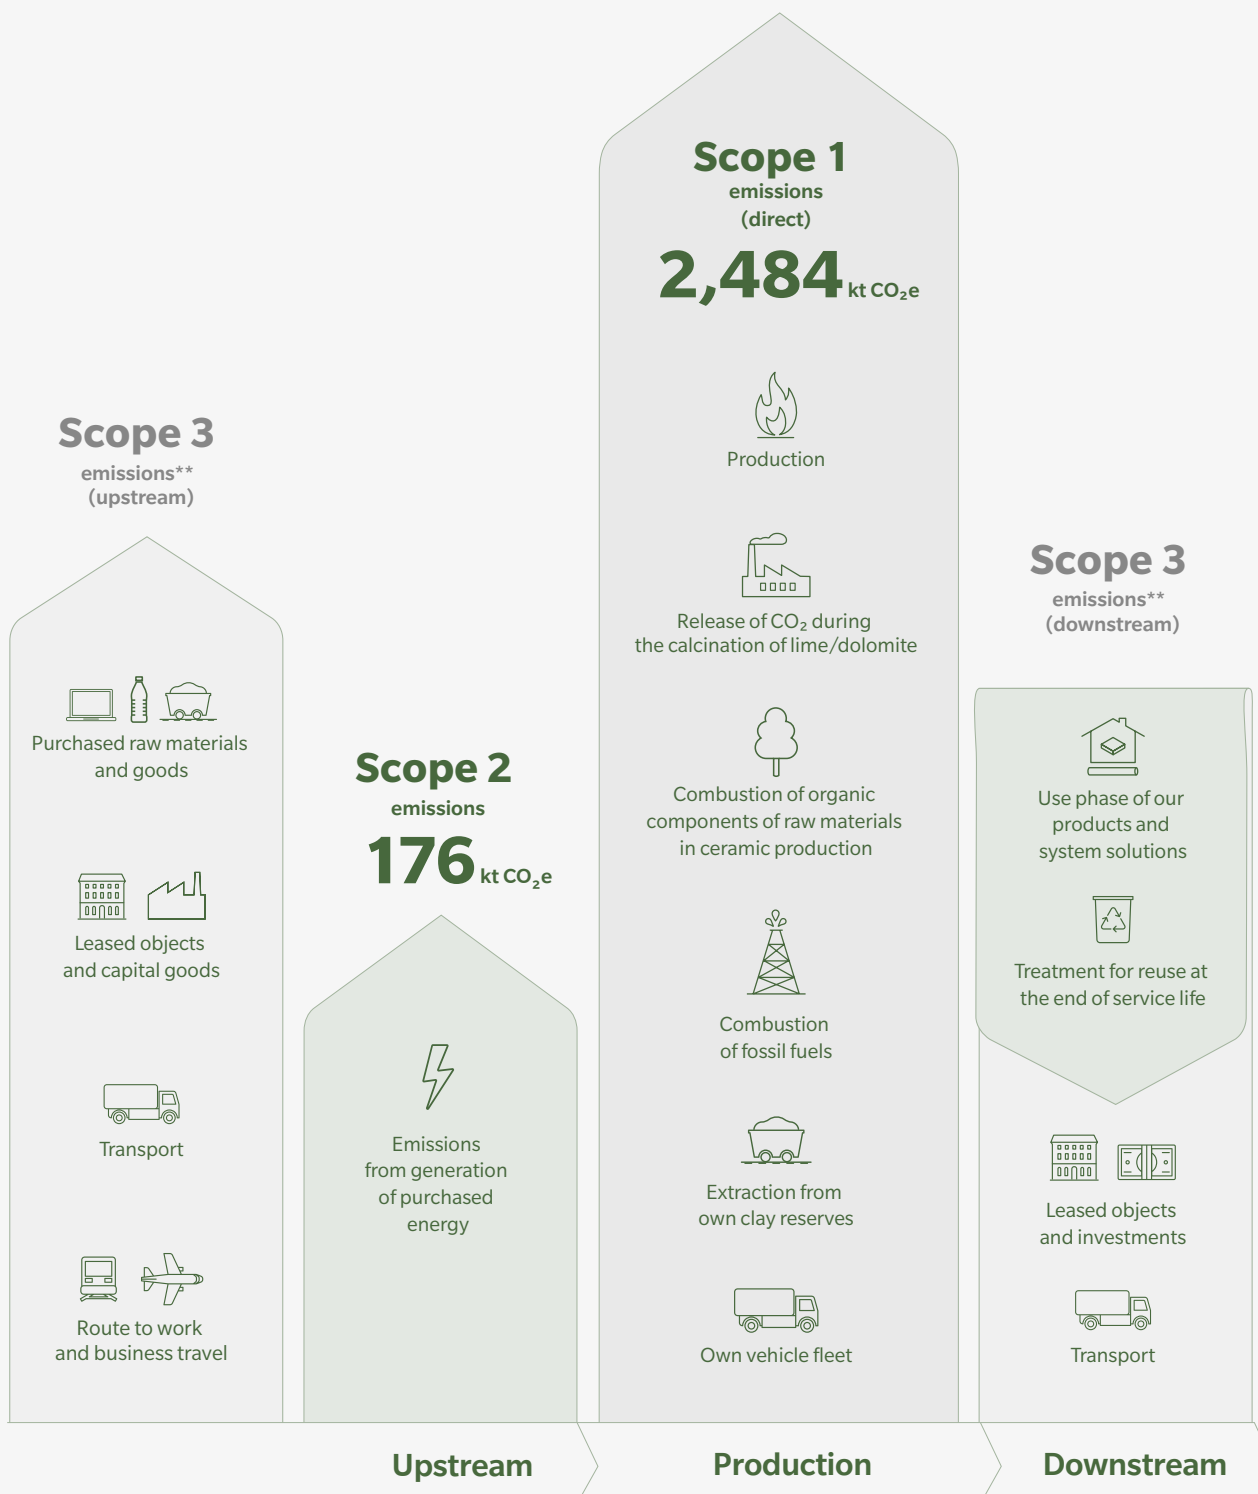 Scope 3
emissions**
(upstream)
Purchased raw materials
and goods
Leased objects
and capital goods
Transport
Route to work
and business travel
Scope 2
emissions
176 kt CO₂e
Emissions
from generation
of purchased
energy
Scope 1
emissions
(direct)
2,484 kt CO₂e
Production
Release of CO₂ during
the calcination of lime/dolomite
Combustion of organic
components of raw materials
in ceramic production
Combustion
of fossil fuels
Extraction from
own clay reserves
Own vehicle fleet
Scope 3
emissions**
(downstream)
Use phase of our
products and
system solutions
Treatment for reuse at
the end of service life
Leased objects
and investments
Transport
Upstream
Production
Downstream